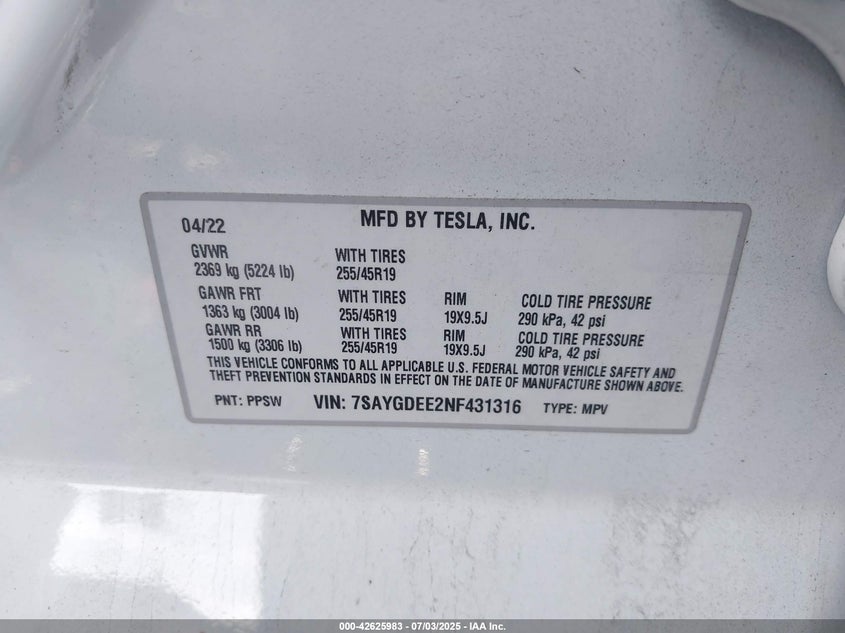 04/22 MFD BY TESLA, INC.
GVWR WITH TIRES
2369 kg (5224 lb) 255/45R19
GAWR FRT WITH TIRES RIM COLD TIRE PRESSURE
1363 kg (3004 lb) 255/45R19 19X9.5J 290 kPa, 42 psi
GAWR RR WITH TIRES RIM COLD TIRE PRESSURE
1500 kg (3306 lb) 255/45R19 19X9.5J 290 kPa, 42 psi
THIS VEHICLE CONFORMS TO ALL APPLICABLE U.S. FEDERAL MOTOR VEHICLE SAFETY AND
THEFT PREVENTION STANDARDS IN EFFECT ON THE DATE OF MANUFACTURE SHOWN ABOVE.
PNT: PPSW VIN: 7SAYGDEE2NF431316 TYPE: MPV
000-42625983 - 07/03/2025 - IAA Inc.